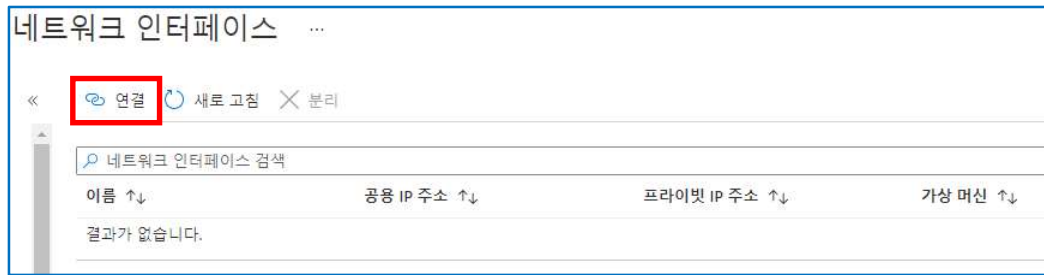 네트워크 인터페이스 ...
« 연결 새로 고침 분리
네트워크 인터페이스 검색
이름 ↑↓ 공용 IP 주소 ↑↓ 프라이빗 IP 주소 ↑↓ 가상 머신 ↑↓
결과가 없습니다.